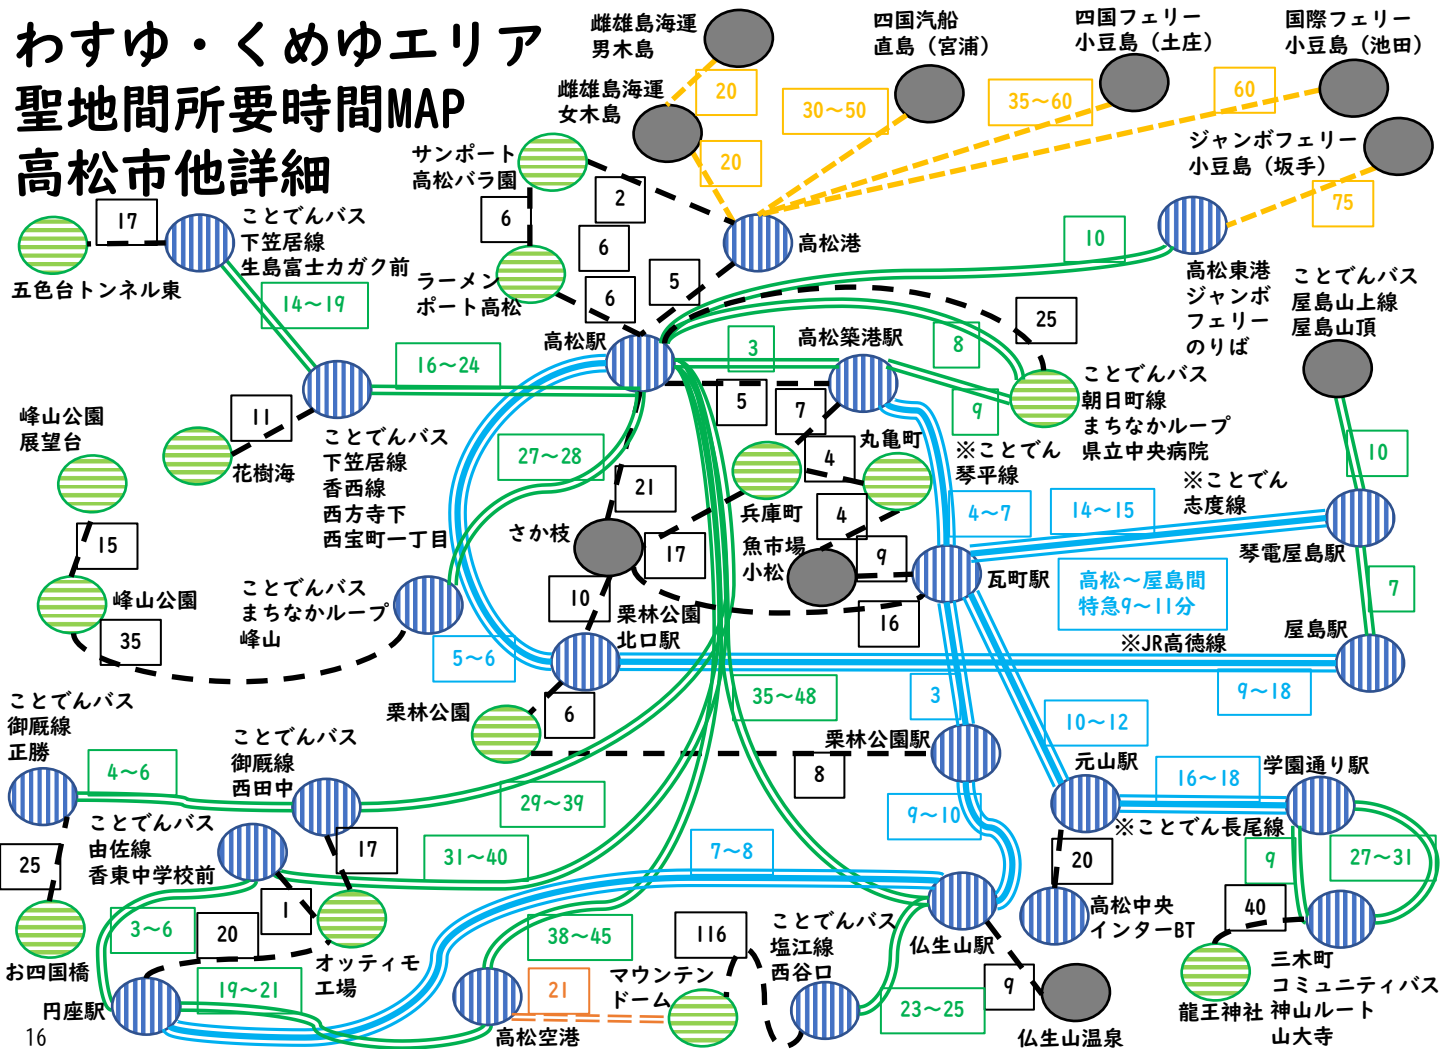 わすゆ・くめゆエリア
聖地間所要時間MAP
高松市他詳細
雌雄島海運
男木島
四国汽船
直島（宮浦）
四国フェリー
小豆島（土庄）
国際フェリー
小豆島（池田）
雌雄島海運
女木島
20
30～50
35～60
60
ジャンボフェリー
小豆島（坂手）
サンポート
高松バラ園
20
75
17
ことでんバス
下笠居線
生島富士カガク前
6
2
6
高松港
10
五色台トンネル東
ラーメン
ポート高松
6
5
高松東港
ジャンボ
フェリー
のりば
ことでんバス
屋島山上線
屋島山頂
14～19
25
高松駅
3
高松築港駅
8
16～24
5
7
9
ことでんバス
朝日町線
まちなかループ
県立中央病院
峰山公園
展望台
11
花樹海
ことでんバス
下笠居線
香西線
西方寺下
西宝町一丁目
27～28
丸亀町
4
※ことでん
琴平線
10
21
兵庫町
4
4～7
14～15
※ことでん
志度線
15
さか枝
17
魚市場
小松
9
瓦町駅
琴電屋島駅
高松～屋島間
特急9～11分
7
峰山公園
ことでんバス
まちなかループ
峰山
10
栗林公園
北口駅
16
屋島駅
35
5～6
※JR高徳線
9～18
ことでんバス
御厩線
正勝
栗林公園
6
35～48
3
10～12
ことでんバス
御厩線
西田中
栗林公園駅
元山駅
学園通り駅
4～6
8
16～18
29～39
9～10
※ことでん長尾線
ことでんバス
由佐線
香東中学校前
25
17
31～40
7～8
20
9
27～31
1
3～6
20
38～45
116
ことでんバス
塩江線
西谷口
仏生山駅
高松中央
インターBT
40
お四国橋
オッティモ
工場
円座駅
19～21
21
マウンテン
ドーム
9
三木町
コミュニティバス
神山ルート
山大寺
高松空港
23～25
仏生山温泉
龍王神社
16